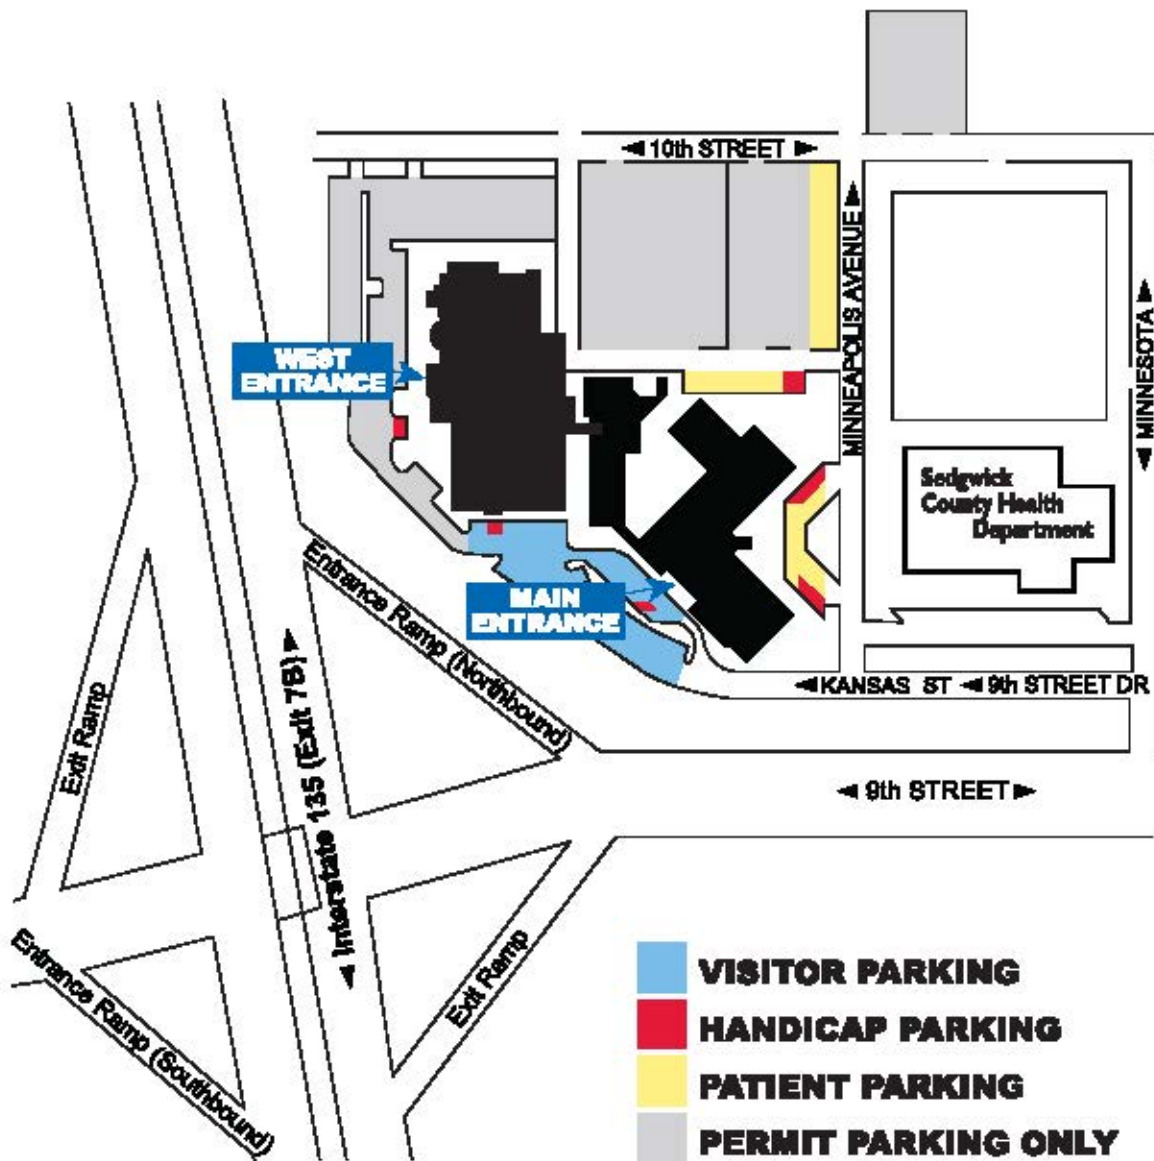 ◄ 10th STREET ►
◄ MINNEAPOLIS AVENUE ►
◄ MINNESOTA ►
WEST
ENTRANCE
Sedgwick
County Health
Department
MAIN
ENTRANCE
Entrance Ramp (Northbound)
◄ KANSAS ST ◄ 9th STREET DR
Exit Ramp
◄ Interstate 135 (Exit 7B) ►
◄ 9th STREET ►
Entrance Ramp (Southbound)
Exit Ramp
VISITOR PARKING
HANDICAP PARKING
PATIENT PARKING
PERMIT PARKING ONLY